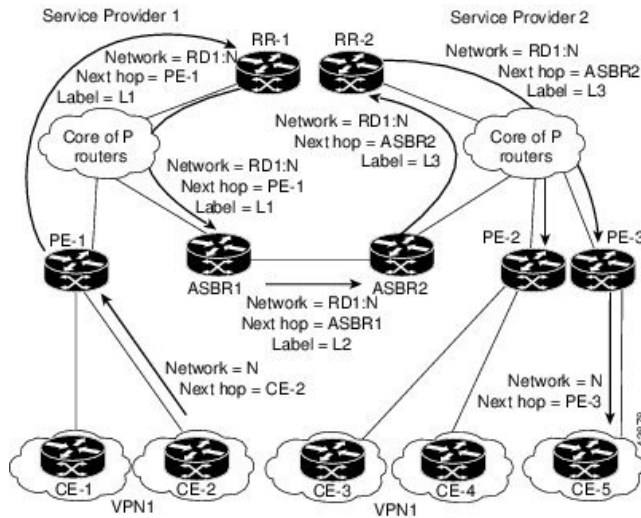 Service Provider 1
Service Provider 2
RR-1
RR-2
Network = RD1:N
Next hop = PE-1
Label = L1
Network = RD1:N
Next hop = ASBR2
Label = L3
Network = RD1:N
Next hop = ASBR2
Label = L3
Core of P
routers
Core of P
routers
Network = RD1:N
Next hop = PE-1
Label = L1
PE-1
PE-2
PE-3
ASBR1
ASBR2
Network = RD1:N
Next hop = ASBR1
Label = L2
Network = N
Next hop = CE-2
Network = N
Next hop = PE-3
CE-1
CE-2
CE-3
CE-4
CE-5
VPN1
VPN1